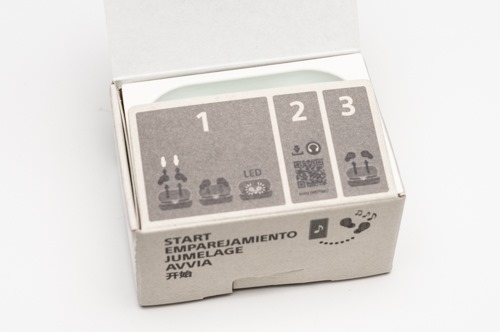 1
2
3
LED
START
EMPAREJAMIENTO
JUMELAGE
AVVIA
开始